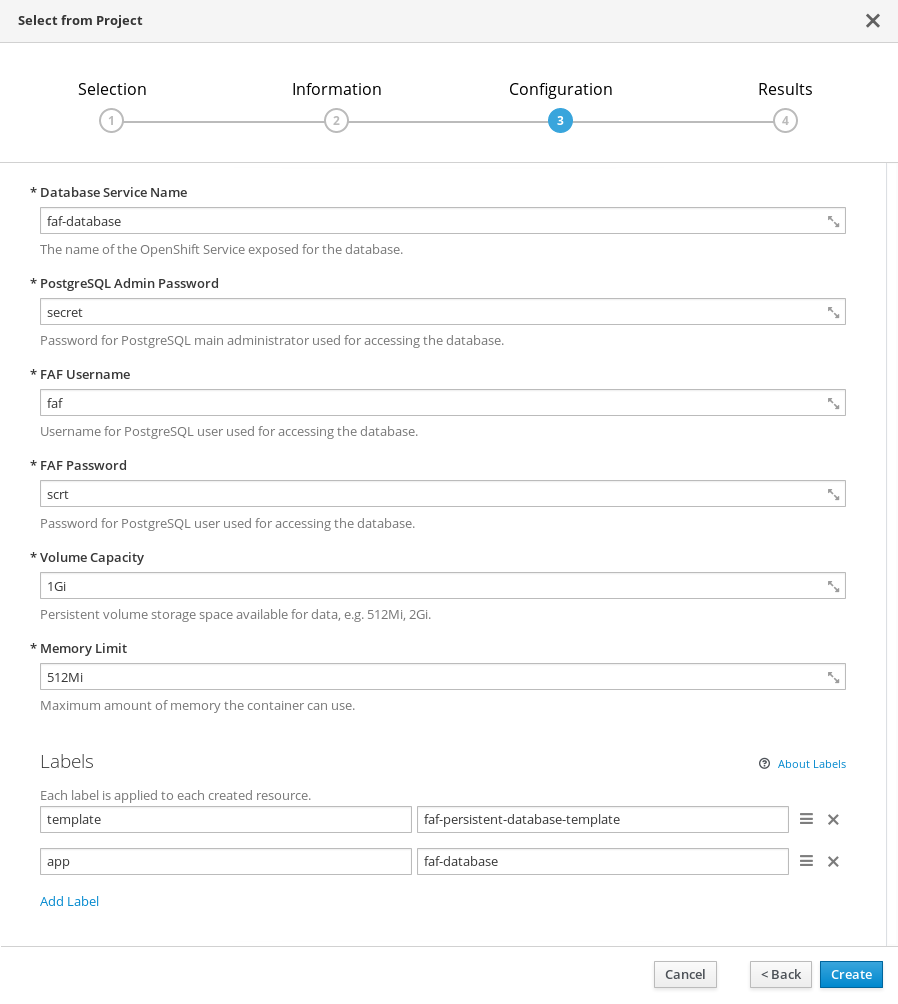 Select from Project
Selection Information Configuration Results
1 2 3 4
* Database Service Name
faf-database
The name of the OpenShift Service exposed for the database.
* PostgreSQL Admin Password
secret
Password for PostgreSQL main administrator used for accessing the database.
* FAF Username
faf
Username for PostgreSQL user used for accessing the database.
* FAF Password
scrt
Password for PostgreSQL user used for accessing the database.
* Volume Capacity
1Gi
Persistent volume storage space available for data, e.g. 512Mi, 2Gi.
* Memory Limit
512Mi
Maximum amount of memory the container can use.
Labels About Labels
Each label is applied to each created resource.
template faf-persistent-database-template
app faf-database
Add Label
Cancel < Back Create